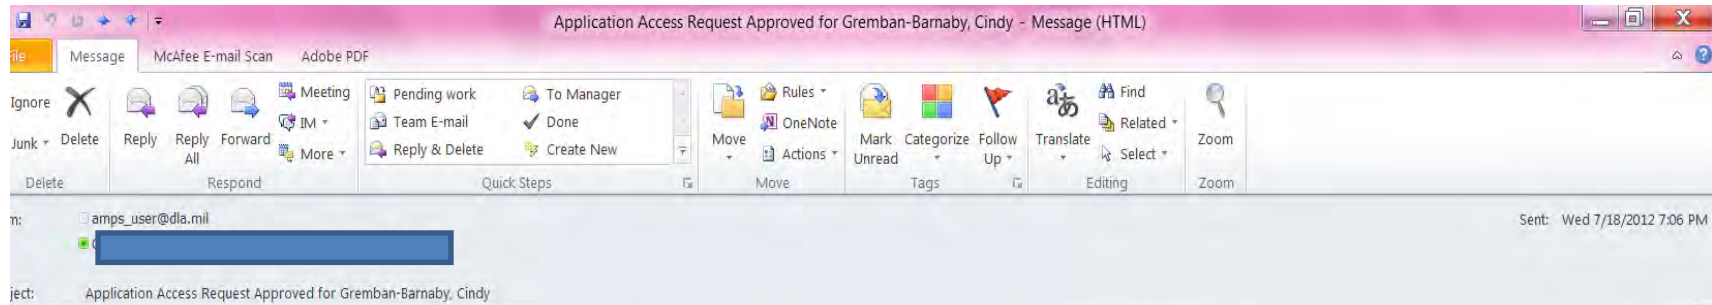 Application Access Request Approved for Gremban-Barnaby, Cindy - Message (HTML)
File Message McAfee E-mail Scan Adobe PDF
Ignore
Junk
Delete
Reply
Reply All
Forward
Meeting
IM
More
Pending work
Team E-mail
Reply & Delete
To Manager
Done
Create New
Move
Rules
OneNote
Actions
Mark Unread
Categorize
Follow Up
Translate
Find
Related
Select
Zoom
Delete Respond Quick Steps Move Tags Editing Zoom
m: amps_user@dla.mil Sent: Wed 7/18/2012 7:06 PM
ject: Application Access Request Approved for Gremban-Barnaby, Cindy